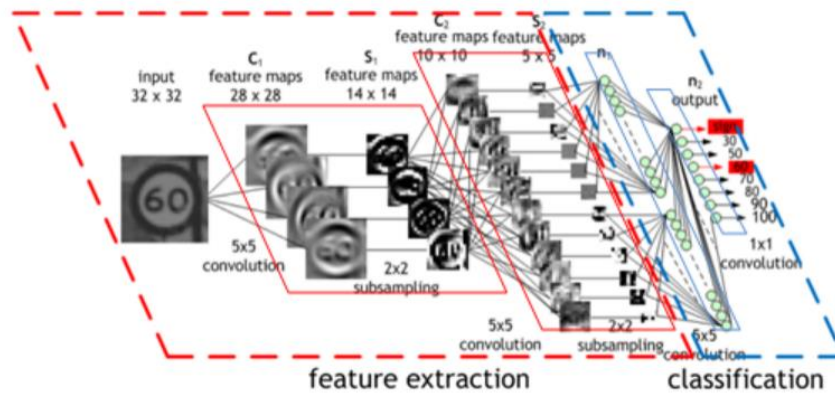 input
32 x 32
C1
feature maps
28 x 28
S1
feature maps
14 x 14
C2
feature maps
10 x 10
S2
feature maps
5 x 5
n1
n2
output
60
sign
30
50
60
70
80
90
100
5x5
convolution
2x2
subsampling
5x5
convolution
2x2
subsampling
5x5
convolution
1x1
convolution
feature extraction
classification